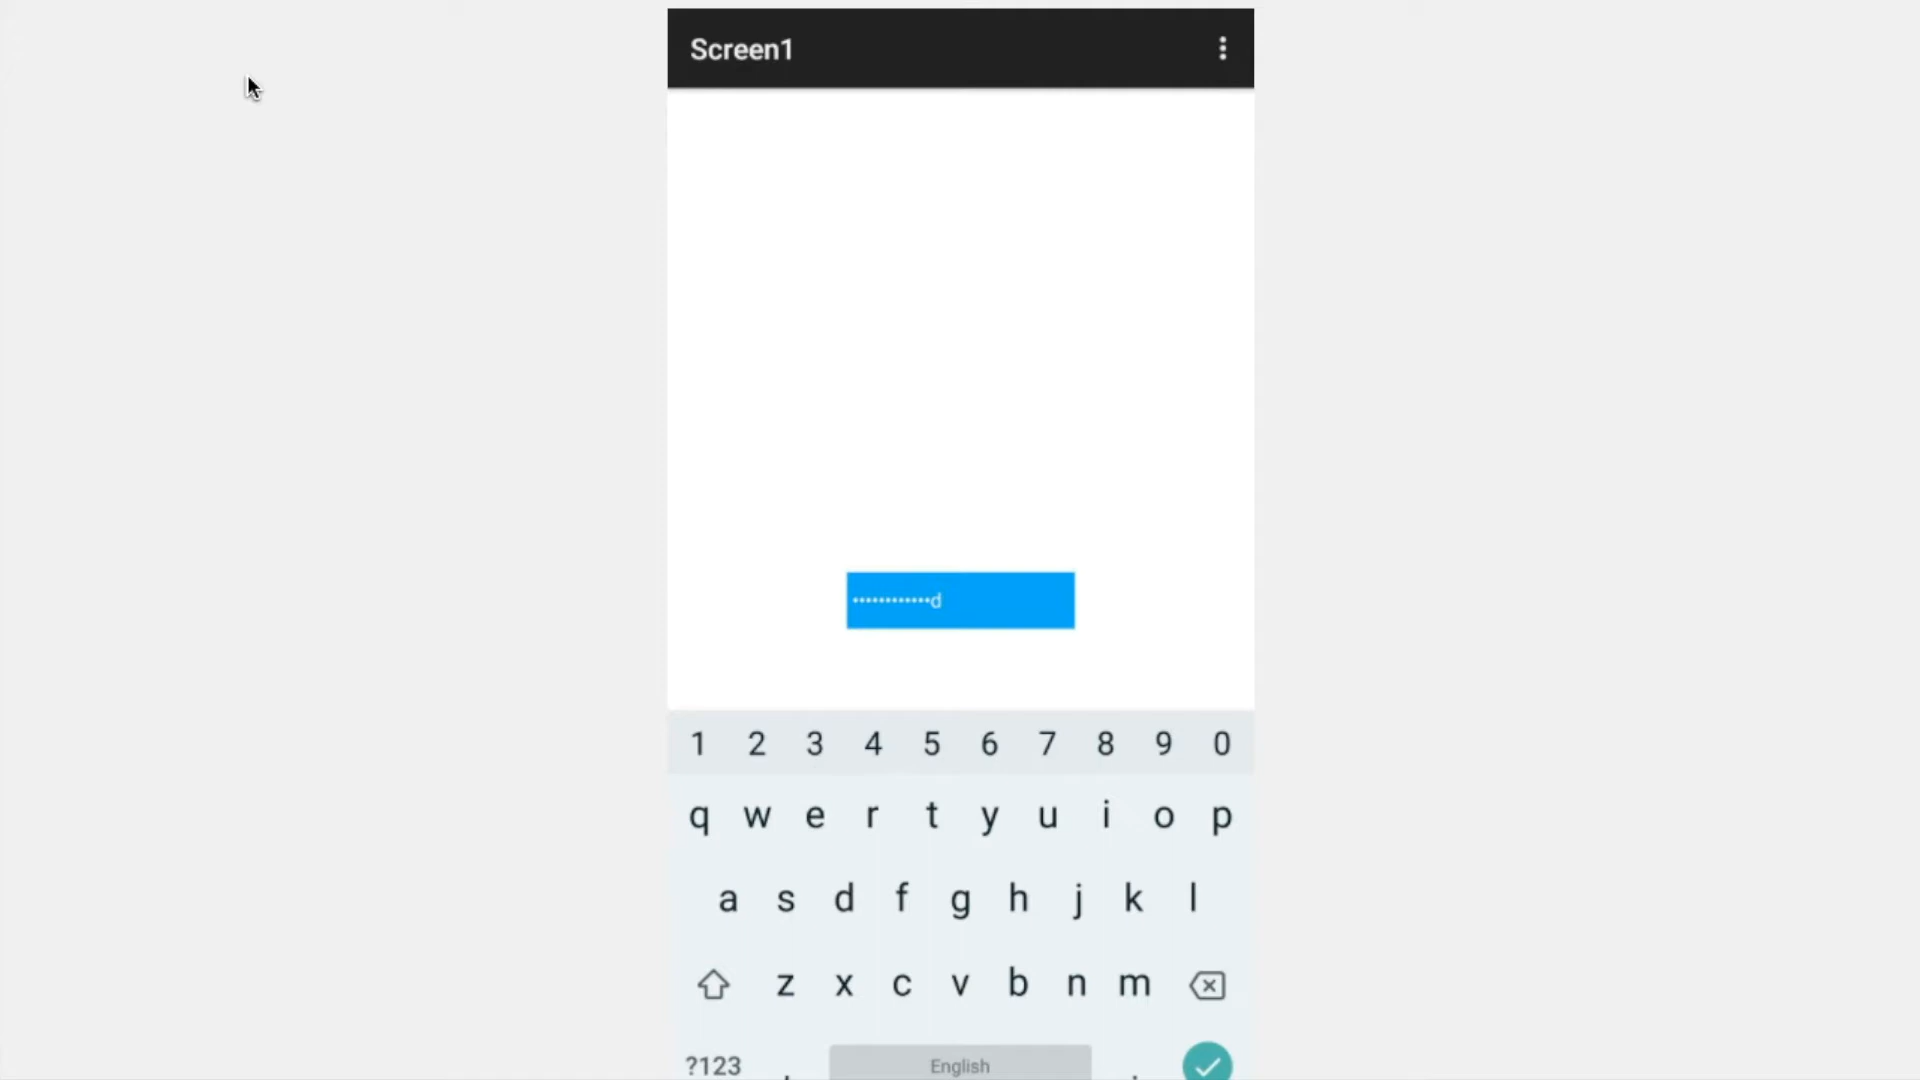 Screen1
••••••••••••d
1 2 3 4 5 6 7 8 9 0
q w e r t y u i o p
a s d f g h j k l
z x c v b n m
?123 , English .